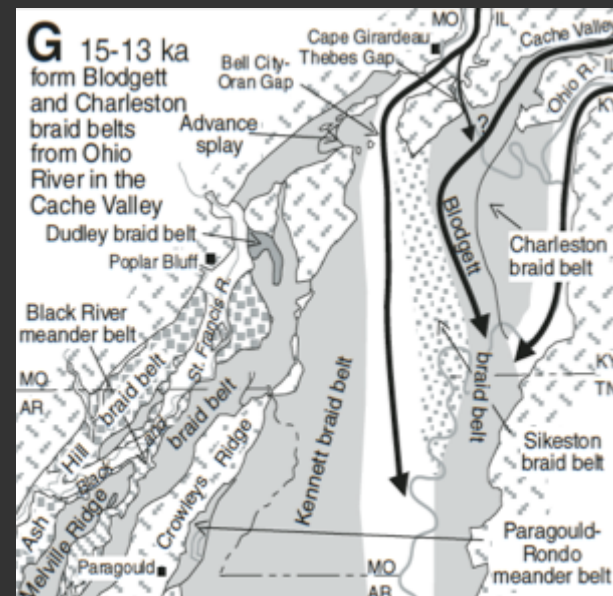 G 15-13 ka
form Blodgett
and Charleston
braid belts
from Ohio
River in the
Cache Valley
MO
IL
Cape Girardeau
Thebes Gap
Cache Valley
Bell City-
Oran Gap
Ohio R.
IL
KY
Advance
splay
?
Dudley braid belt
Poplar Bluff
Blodgett
braid belt
Charleston
braid belt
Black River
meander belt
St. Francis R.
MO
AR
KY
TN
Ash Hill braid belt
Black
Melville Ridge
braid belt
Crowleys Ridge
Kennett braid belt
Sikeston
braid belt
Paragould
Paragould-
Rondo
meander belt
MO
AR